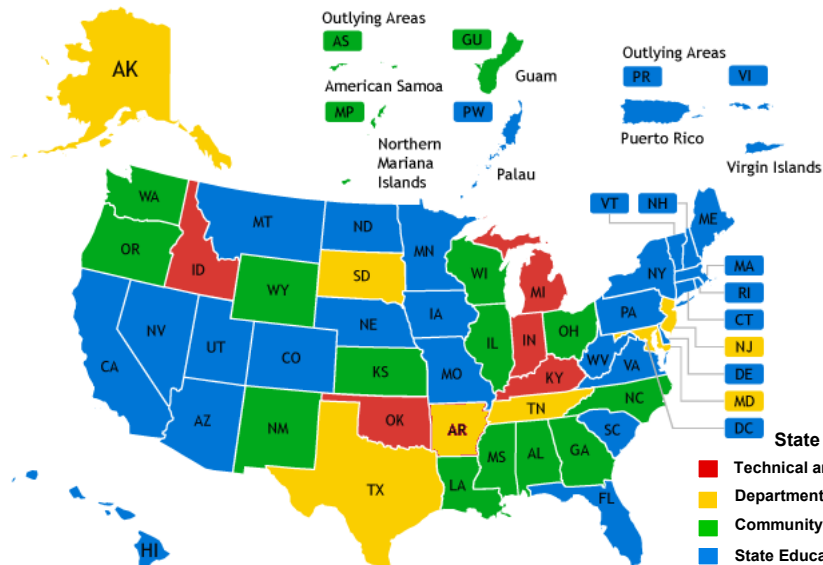 Outlying Areas
AS
GU
Guam
American Samoa
MP
PW
Northern
Mariana
Islands
Palau
Outlying Areas
PR
VI
Puerto Rico
Virgin Islands
AK
WA
OR
ID
MT
ND
MN
WY
SD
WI
MI
NV
UT
CA
CO
NE
IA
KS
MO
IL
IN
OH
KY
TN
AZ
NM
OK
AR
TX
LA
MS
AL
GA
FL
SC
NC
VA
WV
PA
NY
VT
NH
ME
MA
RI
CT
NJ
DE
MD
DC
HI
State
Technical ar
Department
Community
State Educa